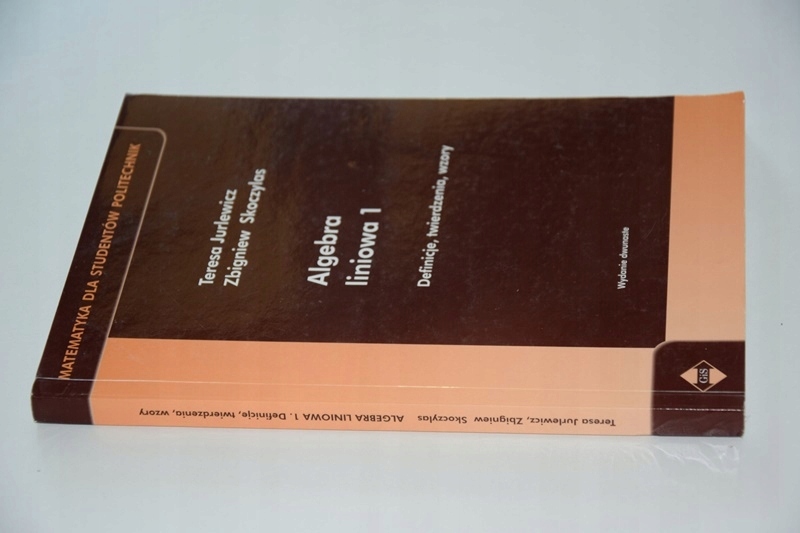 MATEMATYKA DLA STUDENTÓW POLITECHNIK
Teresa Jurlewicz
Zbigniew Skoczylas
Algebra
liniowa 1
Definicje, twierdzenia, wzory
Wydanie dwunaste
GiS
Teresa Jurlewicz, Zbigniew Skoczylas ALGEBRA LINIOWA 1. Definicje, twierdzenia, wzory